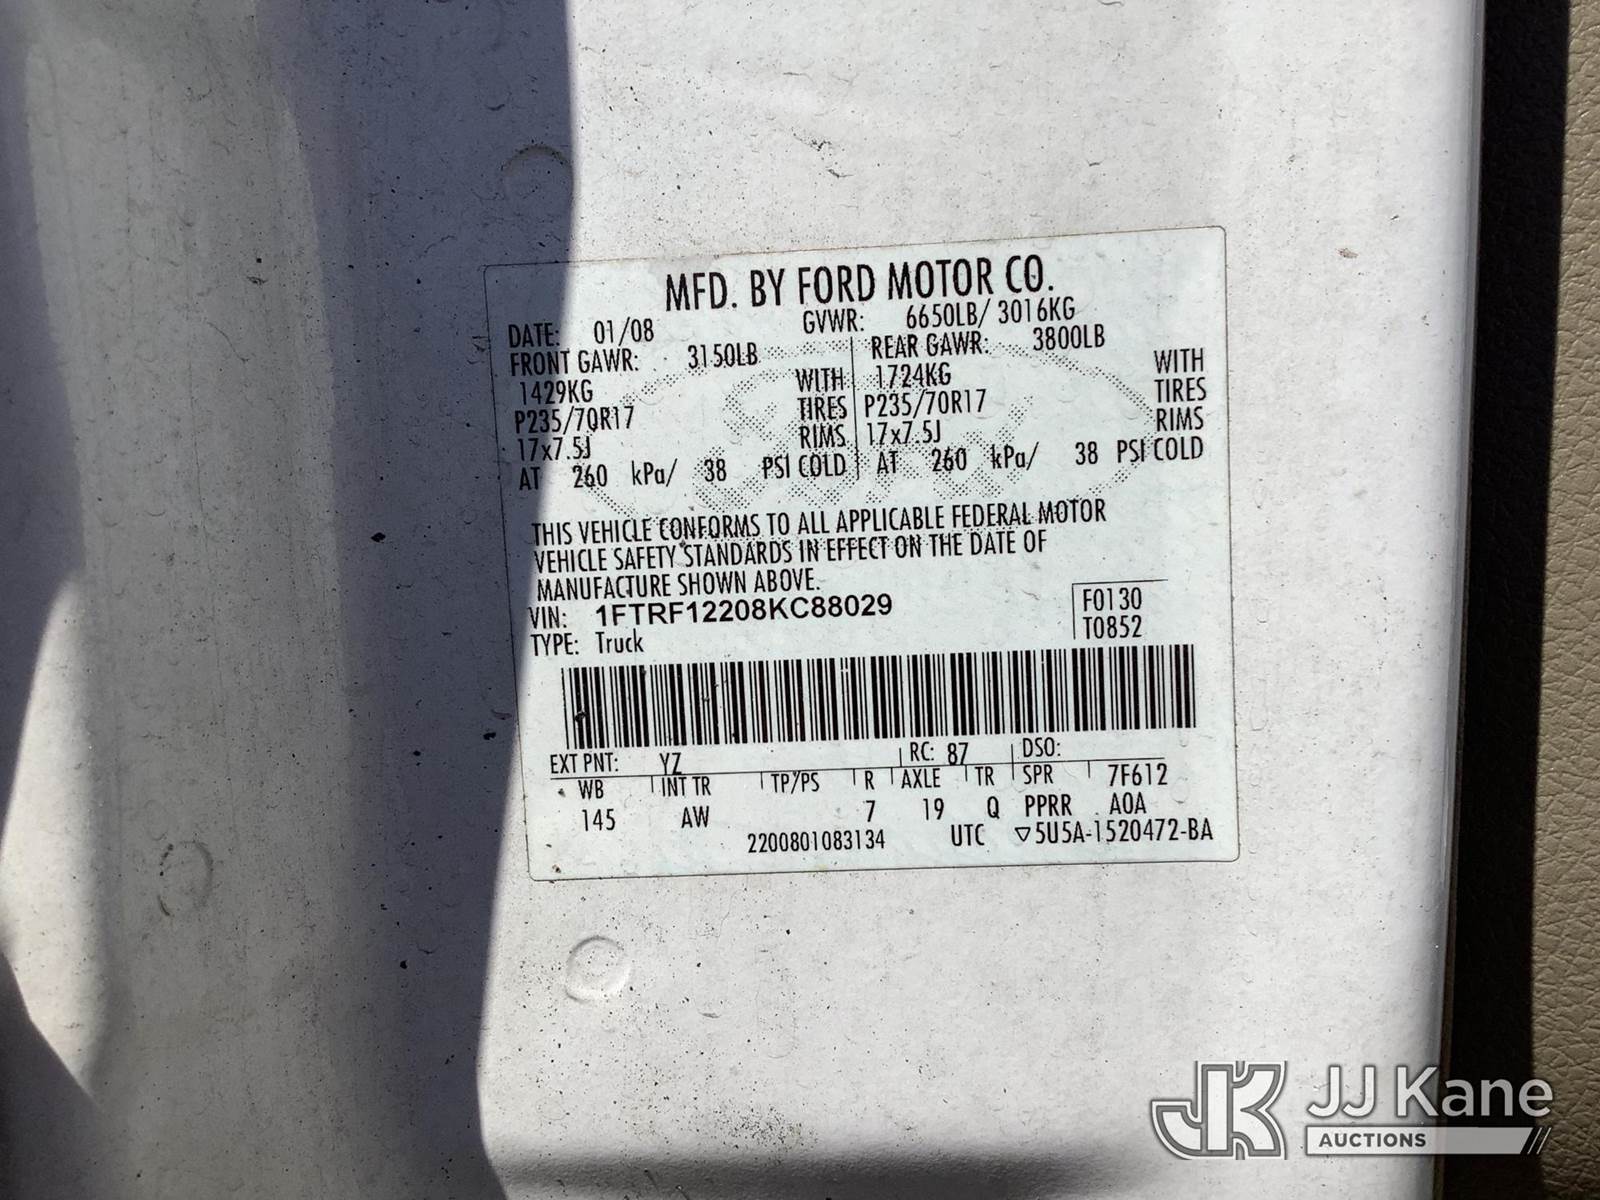 MFD. BY FORD MOTOR CO.
DATE: 01/08 GVWR: 6650LB/ 3016KG
FRONT GAWR: 3150LB REAR GAWR: 3800LB
1429KG WITH 1724KG WITH
P235/70R17 TIRES P235/70R17 TIRES
17x7.5J RIMS 17x7.5J RIMS
AT 260 kPa/ 38 PSI COLD AT 260 kPa/ 38 PSI COLD
THIS VEHICLE CONFORMS TO ALL APPLICABLE FEDERAL MOTOR
VEHICLE SAFETY STANDARDS IN EFFECT ON THE DATE OF
MANUFACTURE SHOWN ABOVE.
VIN: 1FTRF12208KC88029 F0130
TYPE: Truck T0852
EXT PNT: YZ RC: 87 DSO:
WB INT TR TP/PS R AXLE TR SPR 7F612
145 AW 7 19 Q PPRR A0A
2200801083134 UTC ▽5U5A-1520472-BA
JK JJ Kane
AUCTIONS